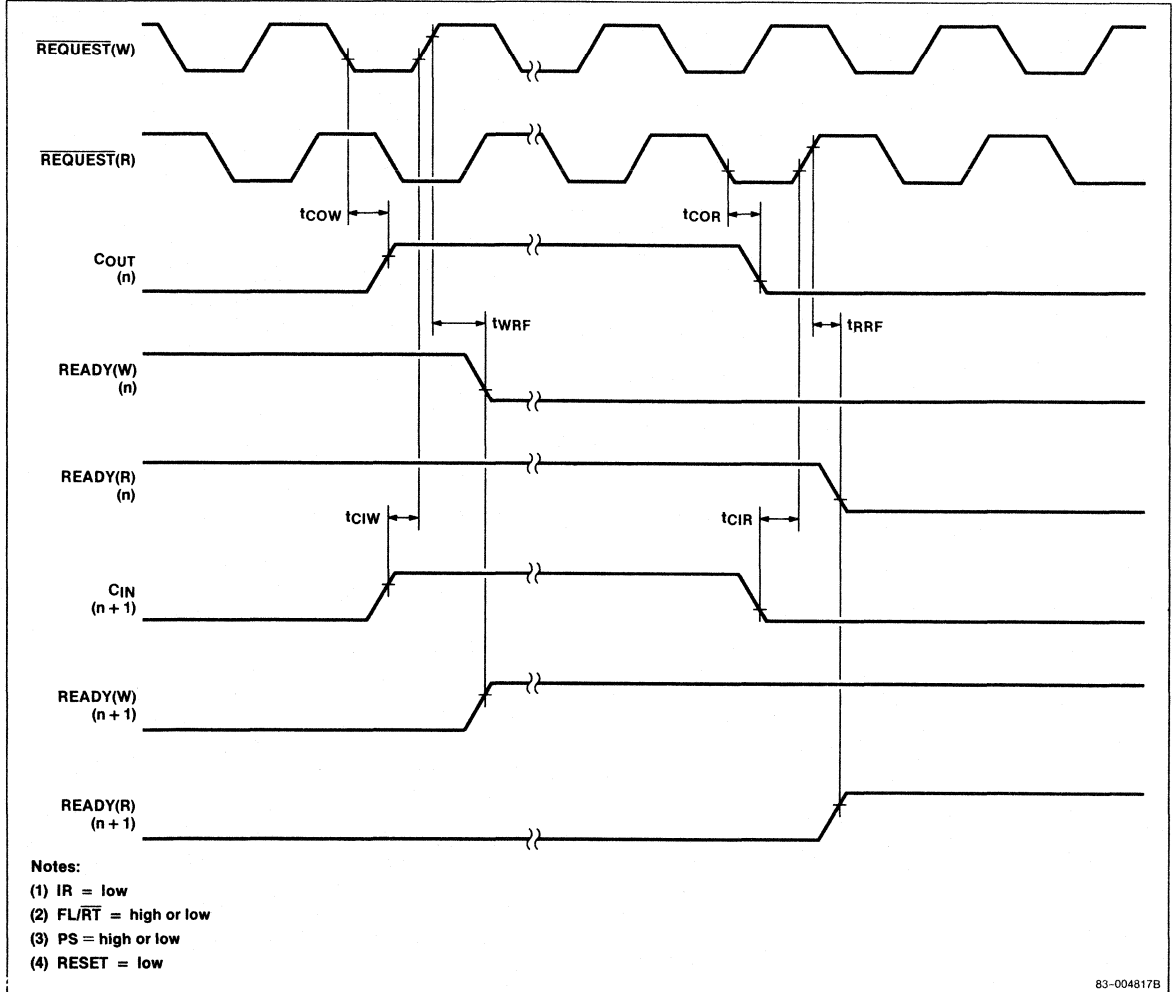 REQUEST(W)
REQUEST(R)
tCOW
tCOR
COUT
(n)
tWRF
tRRF
READY(W)
(n)
READY(R)
(n)
tCIW
tCIR
CIN
(n + 1)
READY(W)
(n + 1)
READY(R)
(n + 1)
Notes:
(1) IR = low
(2) FL/RT = high or low
(3) PS = high or low
(4) RESET = low
83-004817B